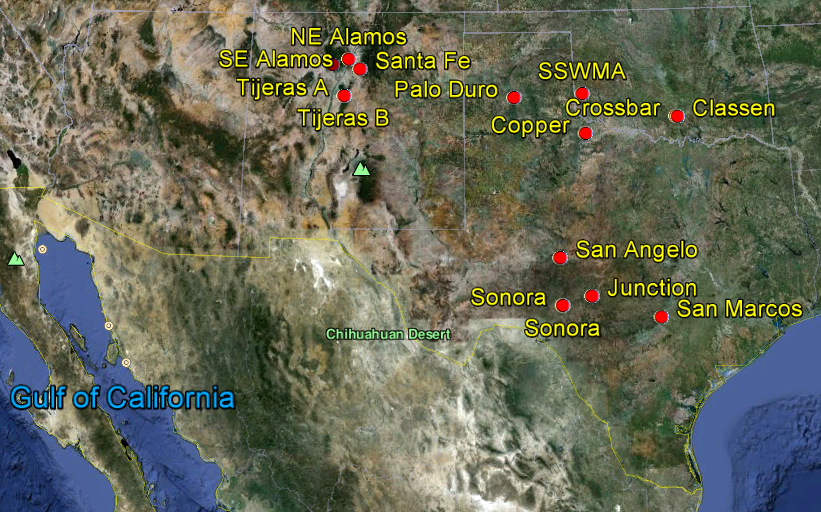 NE Alamos
SE Alamos
Santa Fe
Tijeras A
Tijeras B
Palo Duro
SSWMA
Crossbar
Classen
Copper
San Angelo
Junction
Sonora
San Marcos
Sonora
Chihuahuan Desert
Gulf of California